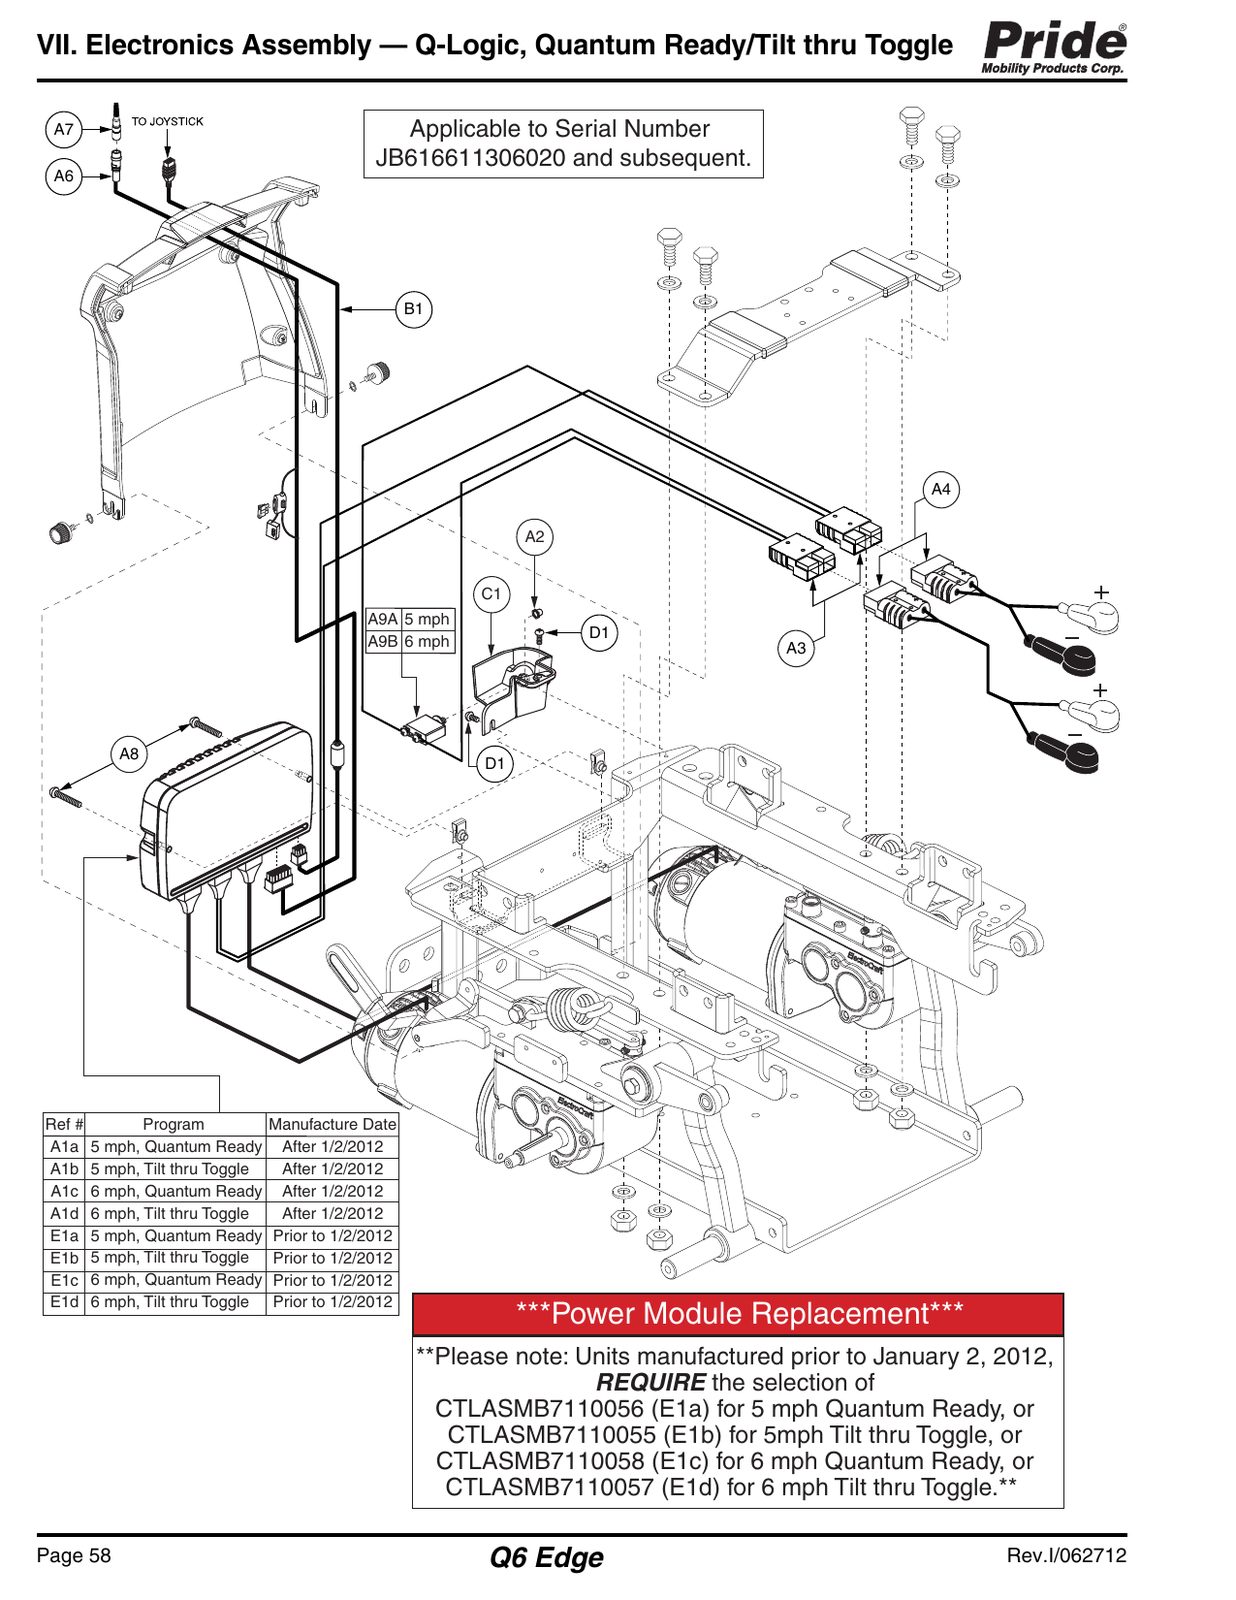 VII. Electronics Assembly — Q-Logic, Quantum Ready/Tilt thru Toggle
Pride®
Mobility Products Corp.
Applicable to Serial Number
JB616611306020 and subsequent.
A7
TO JOYSTICK
A6
B1
A4
A2
C1
A9A 5 mph
A9B 6 mph
D1
A3
+
–
+
–
A8
D1
ElectroCraft
ElectroCraft
Ref # Program Manufacture Date
A1a 5 mph, Quantum Ready After 1/2/2012
A1b 5 mph, Tilt thru Toggle After 1/2/2012
A1c 6 mph, Quantum Ready After 1/2/2012
A1d 6 mph, Tilt thru Toggle After 1/2/2012
E1a 5 mph, Quantum Ready Prior to 1/2/2012
E1b 5 mph, Tilt thru Toggle Prior to 1/2/2012
E1c 6 mph, Quantum Ready Prior to 1/2/2012
E1d 6 mph, Tilt thru Toggle Prior to 1/2/2012
***Power Module Replacement***
**Please note: Units manufactured prior to January 2, 2012,
REQUIRE the selection of
CTLASMB7110056 (E1a) for 5 mph Quantum Ready, or
CTLASMB7110055 (E1b) for 5mph Tilt thru Toggle, or
CTLASMB7110058 (E1c) for 6 mph Quantum Ready, or
CTLASMB7110057 (E1d) for 6 mph Tilt thru Toggle.**
Page 58
Q6 Edge
Rev.I/062712